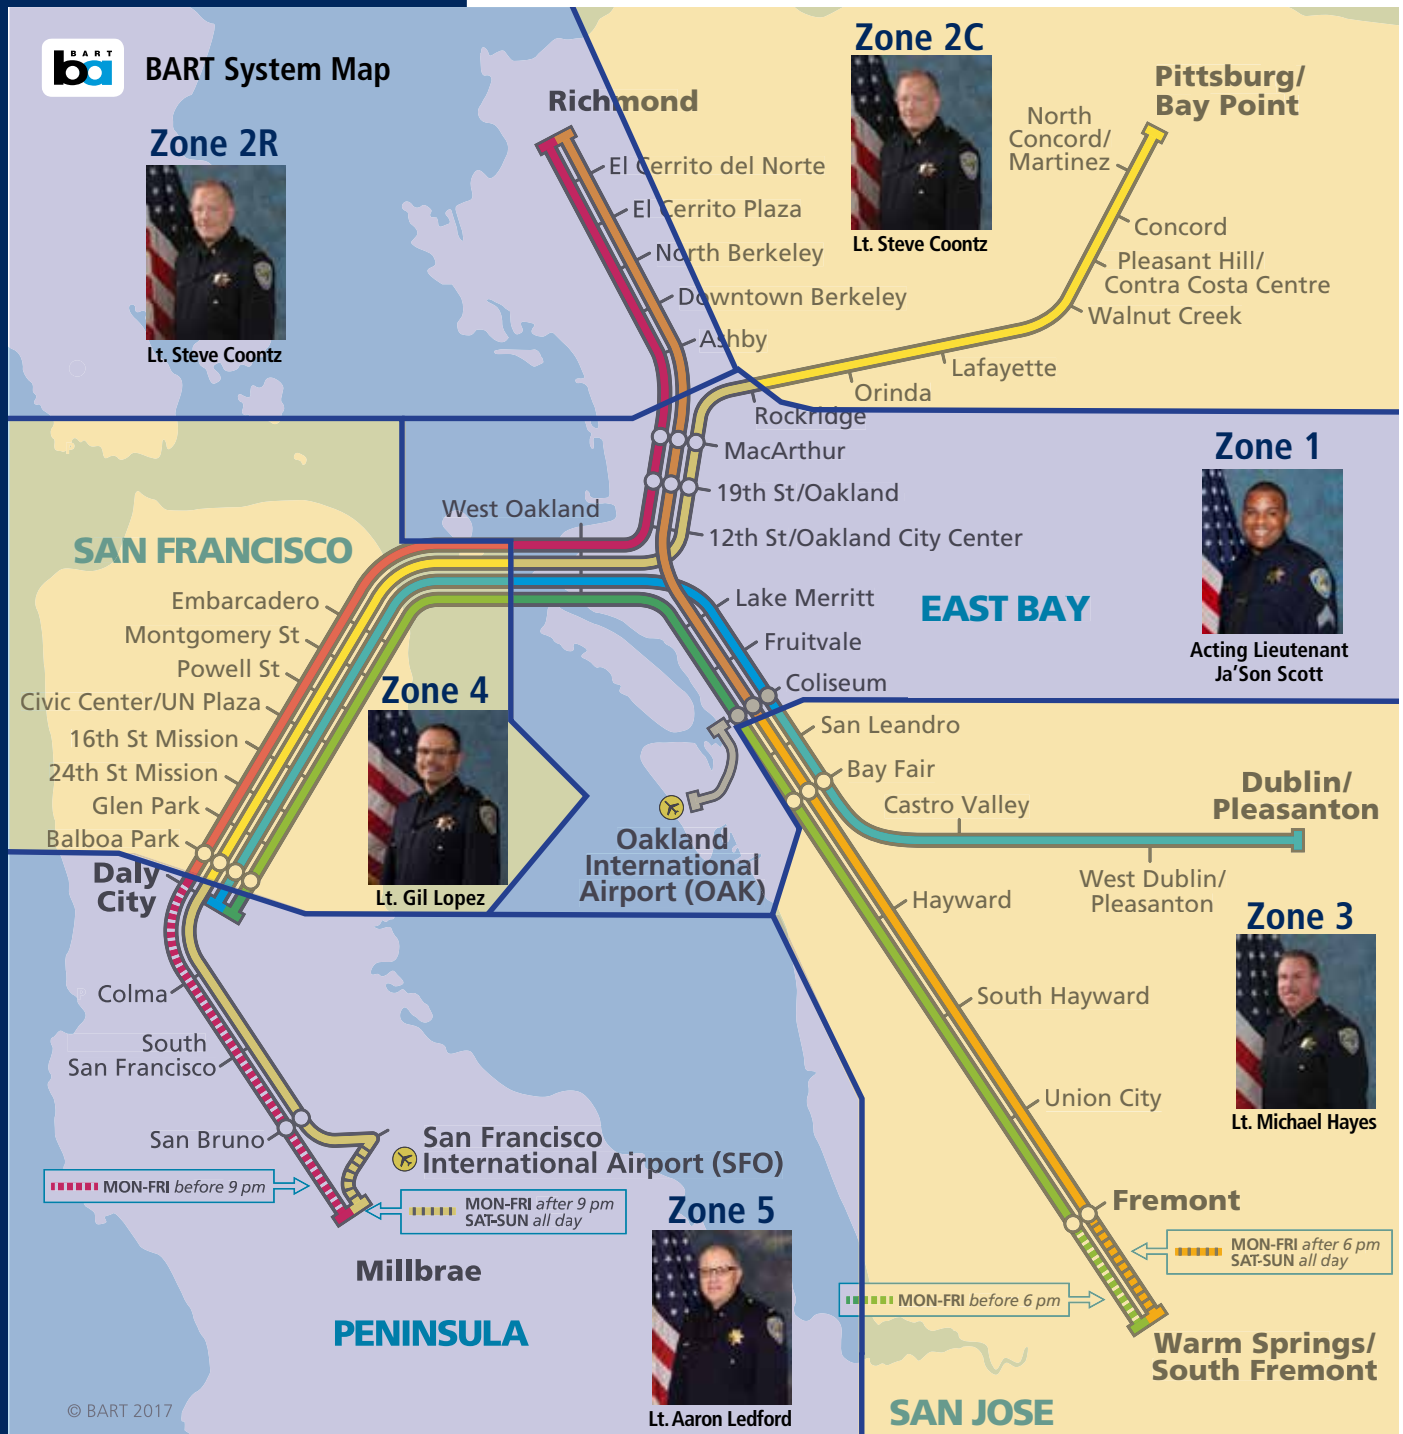 BART
ba
BART System Map
Zone 2R
Lt. Steve Coontz
Zone 2C
Lt. Steve Coontz
Richmond
El Cerrito del Norte
El Cerrito Plaza
North Berkeley
Downtown Berkeley
Ashby
Pittsburg/
Bay Point
North
Concord/
Martinez
Concord
Pleasant Hill/
Contra Costa Centre
Walnut Creek
Lafayette
Orinda
Rockridge
MacArthur
19th St/Oakland
12th St/Oakland City Center
West Oakland
Zone 1
Acting Lieutenant
Ja'Son Scott
EAST BAY
Lake Merritt
Fruitvale
Coliseum
SAN FRANCISCO
Embarcadero
Montgomery St
Powell St
Civic Center/UN Plaza
16th St Mission
24th St Mission
Glen Park
Balboa Park
Daly
City
Zone 4
Lt. Gil Lopez
Oakland
International
Airport (OAK)
San Leandro
Bay Fair
Castro Valley
Dublin/
Pleasanton
West Dublin/
Pleasanton
Hayward
South Hayward
Union City
Zone 3
Lt. Michael Hayes
Colma
South
San Francisco
San Bruno
San Francisco
International Airport (SFO)
MON-FRI before 9 pm
MON-FRI after 9 pm
SAT-SUN all day
Millbrae
PENINSULA
Zone 5
Lt. Aaron Ledford
Fremont
MON-FRI after 6 pm
SAT-SUN all day
MON-FRI before 6 pm
Warm Springs/
South Fremont
SAN JOSE
© BART 2017